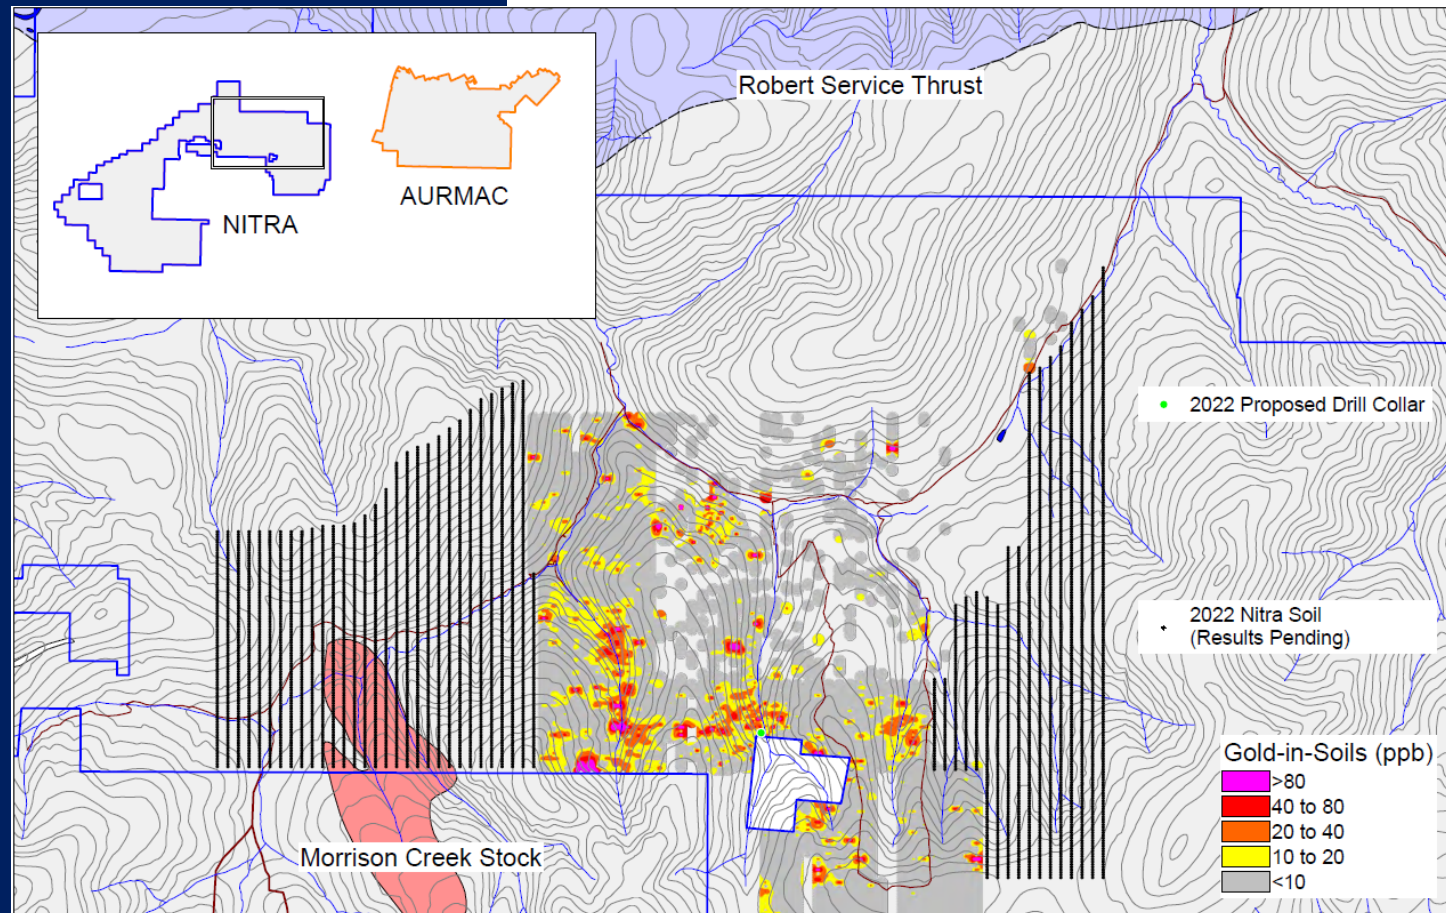 Robert Service Thrust
AURMAC
NITRA
2022 Proposed Drill Collar
2022 Nitra Soil
(Results Pending)
Gold-in-Soils (ppb)
>80
40 to 80
20 to 40
10 to 20
<10
Morrison Creek Stock